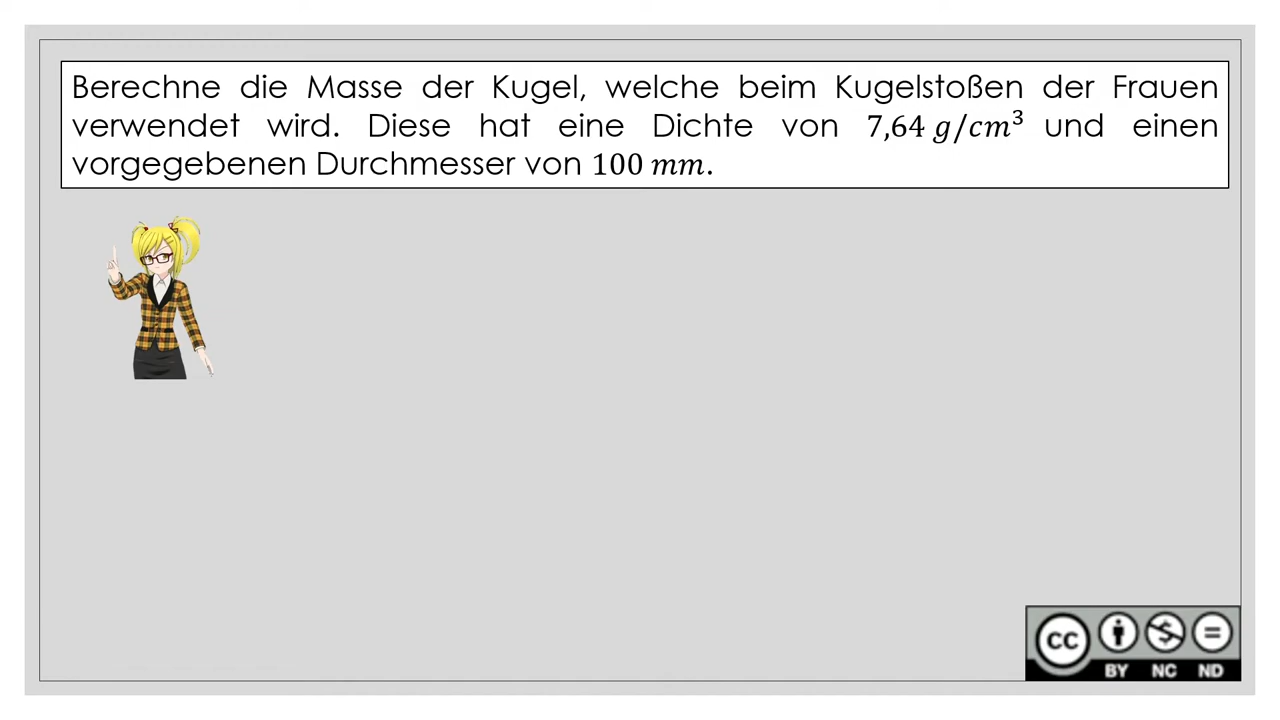 Berechne die Masse der Kugel, welche beim Kugelstoßen der Frauen
verwendet wird. Diese hat eine Dichte von 7,64 g/cm³ und einen
vorgegebenen Durchmesser von 100 mm.
cc
BY NC ND